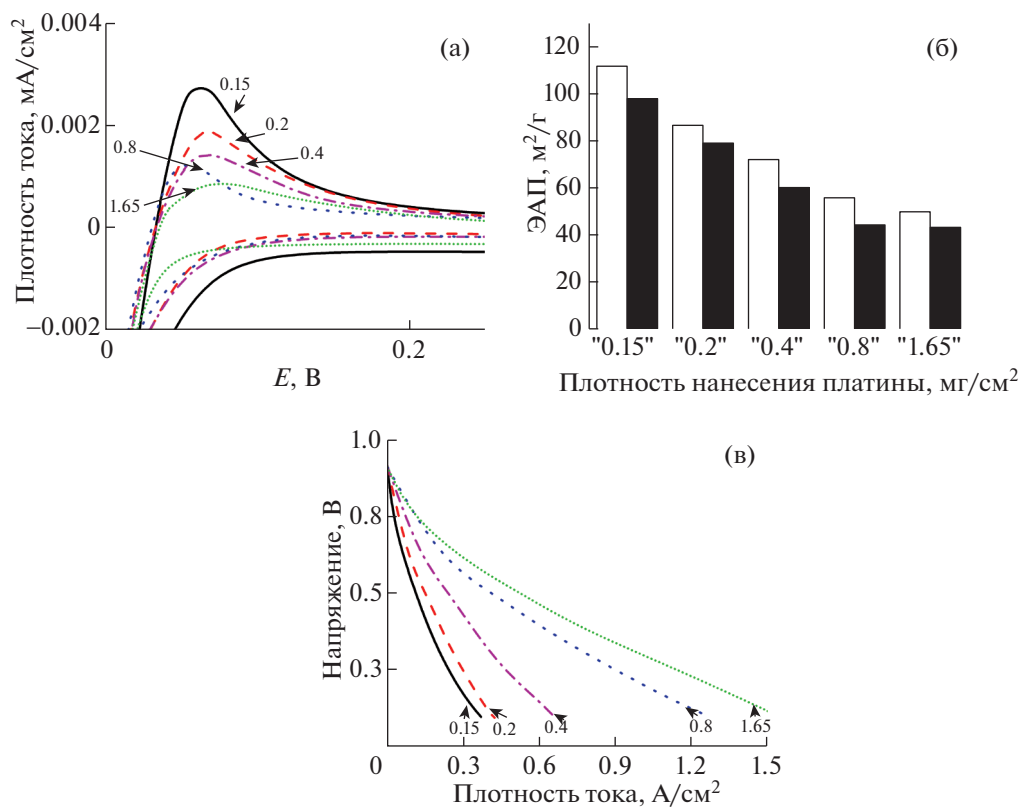 0.004
0.002
0
−0.002
Плотность тока, мА/см²
(а)
0.15
0.2
0.4
0.8
1.65
0
0.2
E, В
(б)
120
100
80
60
40
20
0
ЭАП, м²/г
"0.15" "0.2" "0.4" "0.8" "1.65"
Плотность нанесения платины, мг/см²
(в)
1.0
0.8
0.5
0.3
Напряжение, В
0.15
0.2
0.4
0.8
1.65
0 0.3 0.6 0.9 1.2 1.5
Плотность тока, А/см²